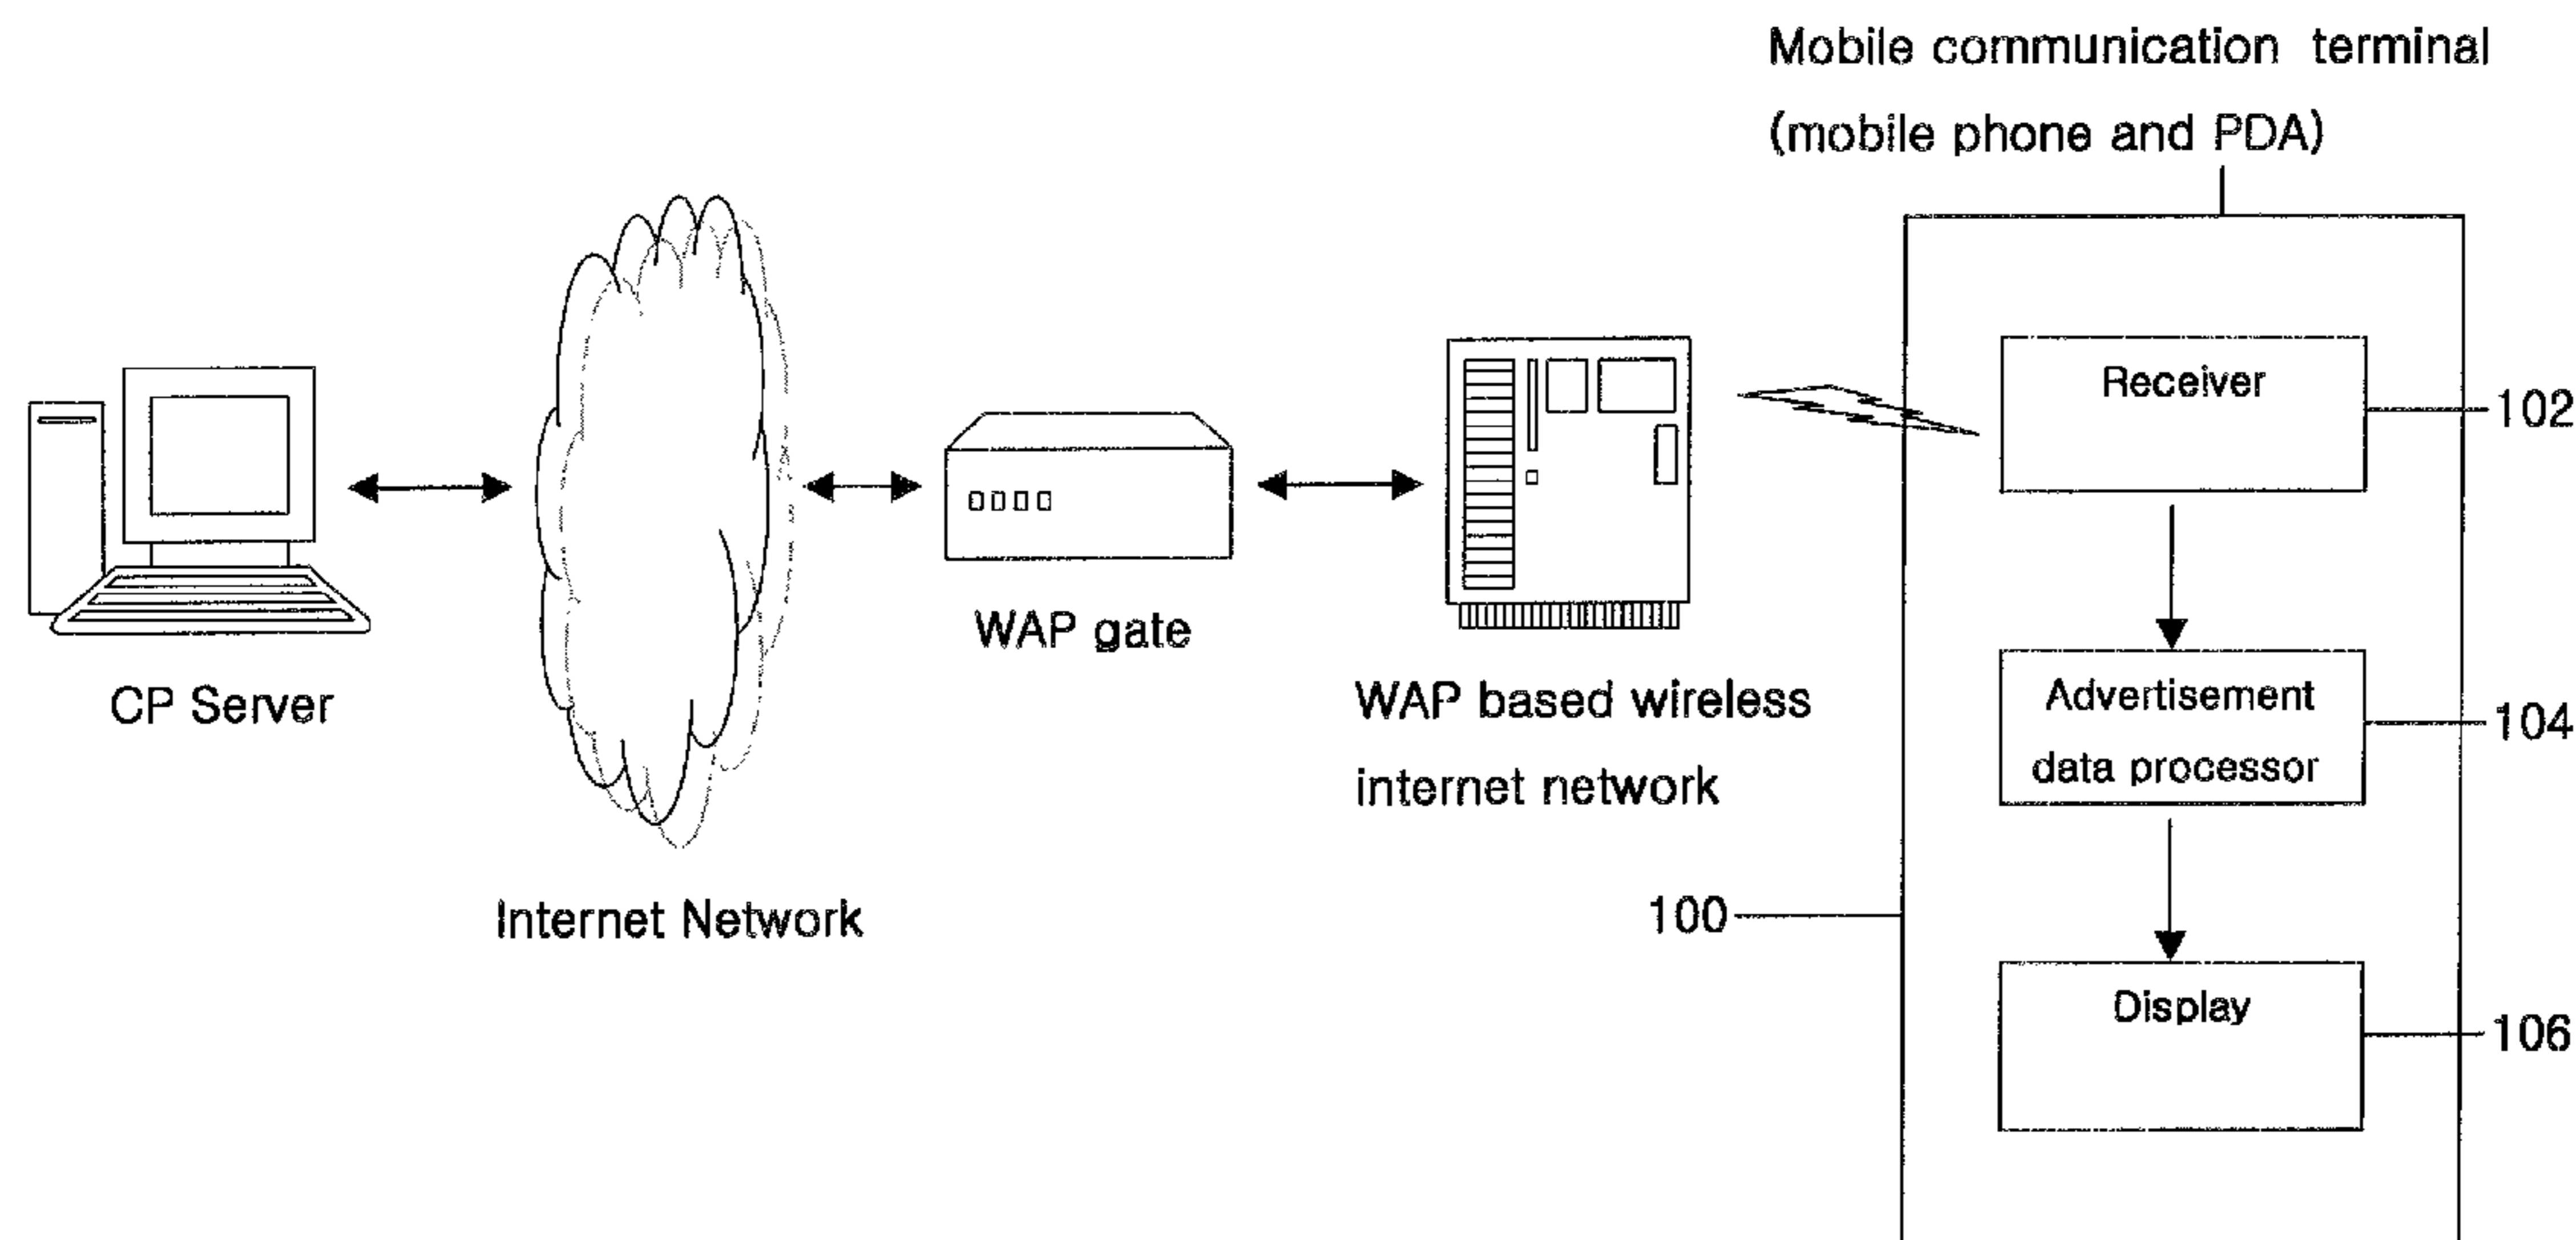 Mobile communication terminal
(mobile phone and PDA)
Receiver
102
WAP gate
CP Server
WAP based wireless
internet network
Advertisement
data processor
104
Internet Network
100
Display
106